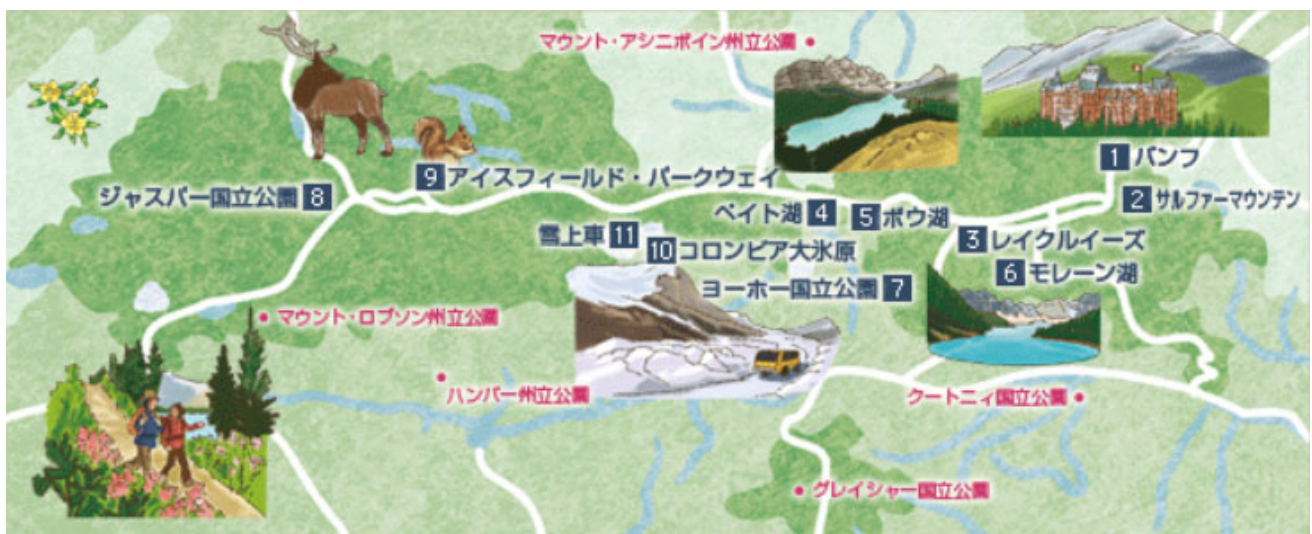 マウント・アシニボイン州立公園
1 バンフ
9 アイスフィールド・パークウェイ
ジャスパー国立公園 8
2 サルファーマウンテン
ペイト湖 4
5 ボウ湖
雪上車 11
3 レイクルイーズ
10 コロンビア大氷原
6 モレーン湖
ヨーホー国立公園 7
マウント・ロブソン州立公園
ハンバー州立公園
クートニィ国立公園
グレイシャー国立公園